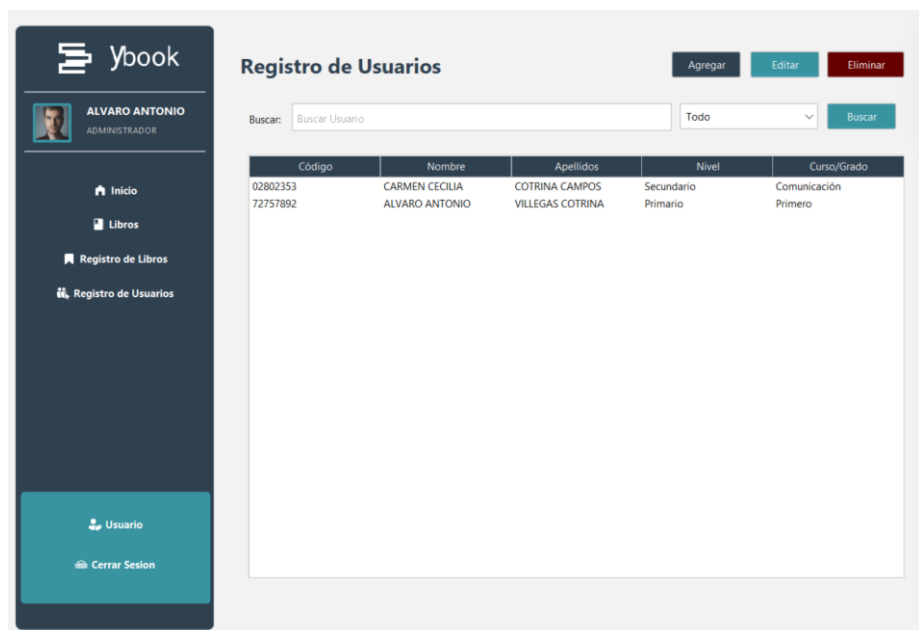 ybook
ALVARO ANTONIO
ADMINISTRADOR
Inicio
Libros
Registro de Libros
Registro de Usuarios
Usuario
Cerrar Sesion
Registro de Usuarios
Agregar Editar Eliminar
Buscar: Buscar Usuario Todo Buscar
Código Nombre Apellidos Nivel Curso/Grado
02802353 CARMEN CECILIA COTRINA CAMPOS Secundario Comunicación
72757892 ALVARO ANTONIO VILLEGAS COTRINA Primario Primero